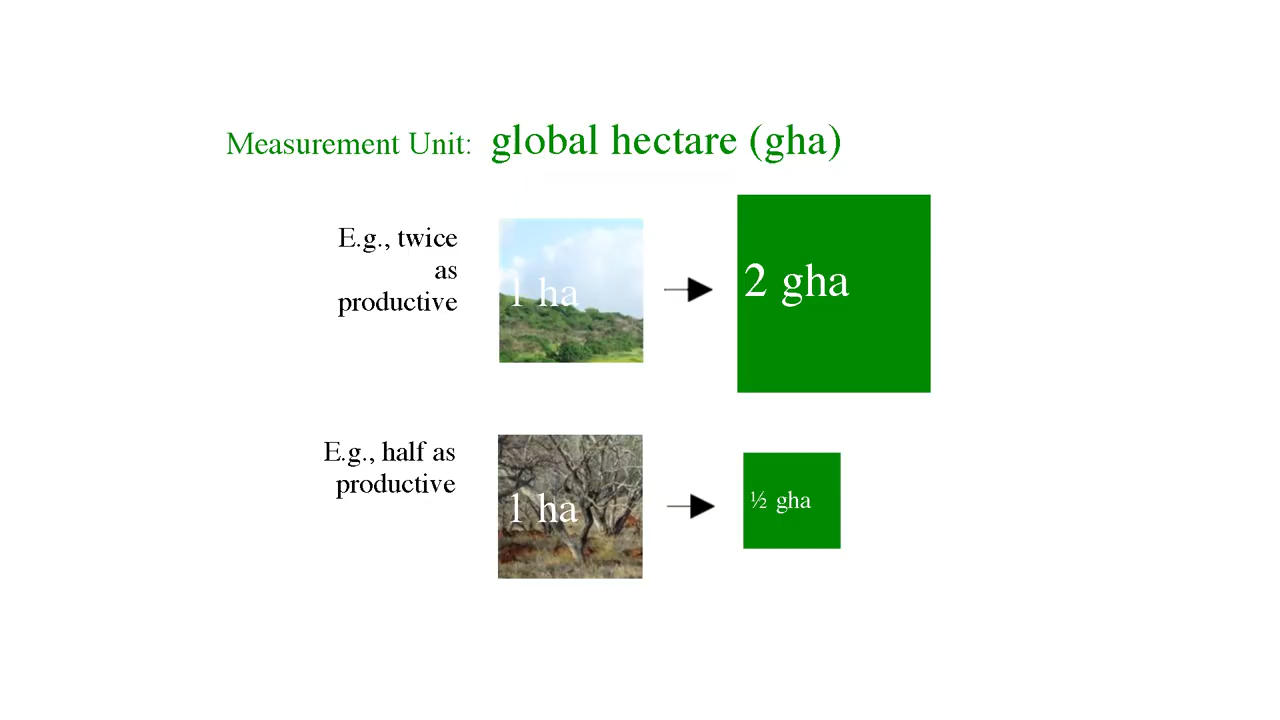 Measurement Unit: global hectare (gha)
E.g., twice
as
productive
1 ha
2 gha
E.g., half as
productive
1 ha
½ gha